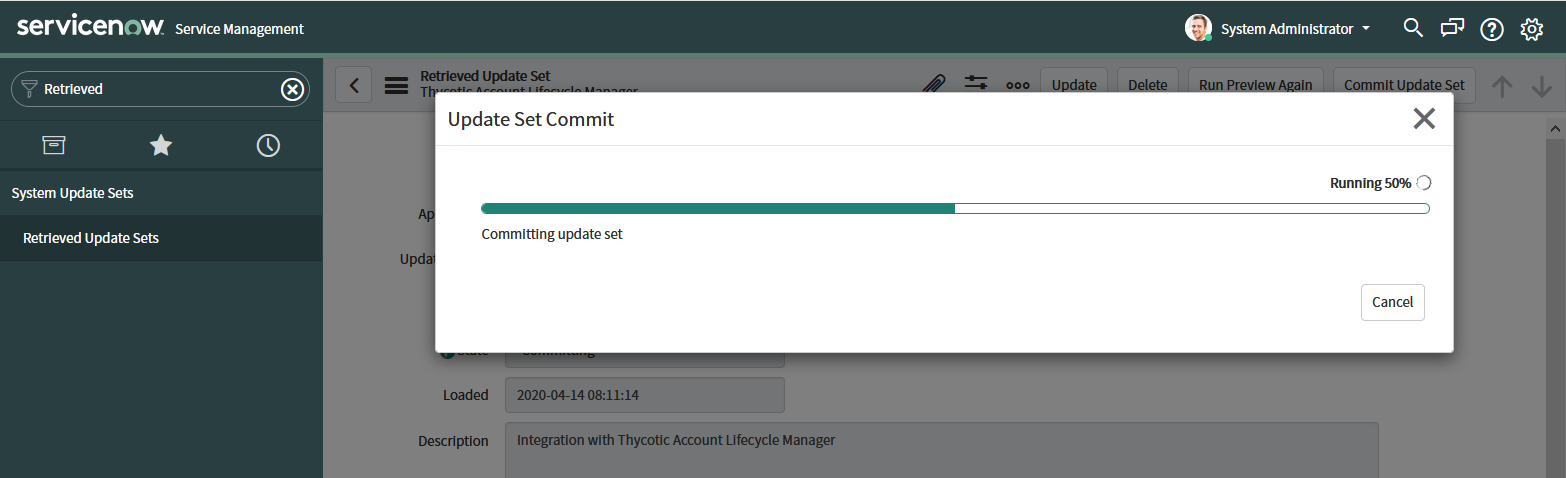 servicenow Service Management
System Administrator
Retrieved
Retrieved Update Set
Thycotic Account Lifecycle Manager
Update Delete Run Preview Again Commit Update Set
Update Set Commit
Running 50%
Committing update set
Cancel
System Update Sets
Retrieved Update Sets
Ap
Updat
State Committing
Loaded 2020-04-14 08:11:14
Description Integration with Thycotic Account Lifecycle Manager